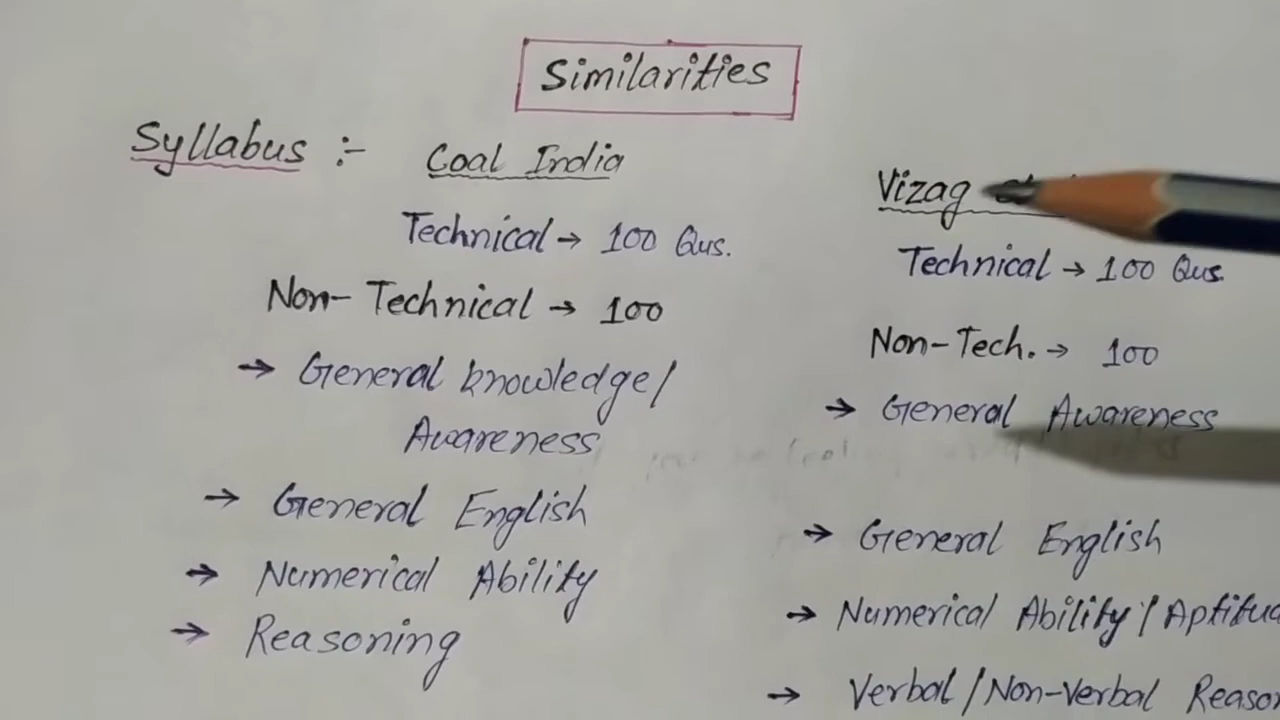 Similarities
Syllabus :-
Coal India
Technical → 100 Qus.
Non-Technical → 100
→ General knowledge/
Awareness
→ General English
→ Numerical Ability
→ Reasoning
Vizag
Technical → 100 Qus.
Non-Tech. → 100
→ General Awareness
→ General English
→ Numerical Ability/Aptitu
→ Verbal/Non-Verbal Reaso